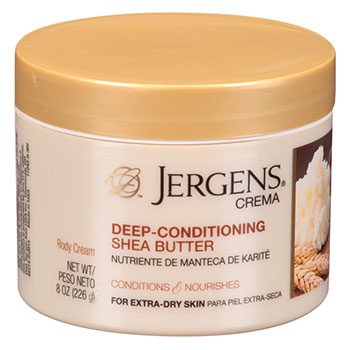 JERGENS®
CREMA
DEEP-CONDITIONING
SHEA BUTTER
NUTRIENTE DE MANTECA DE KARITÉ
CONDITIONS & NOURISHES
FOR EXTRA-DRY SKIN PARA PIEL EXTRA-SECA
Body Cream
NET WT/
PESO NETO
8 OZ (226 g)